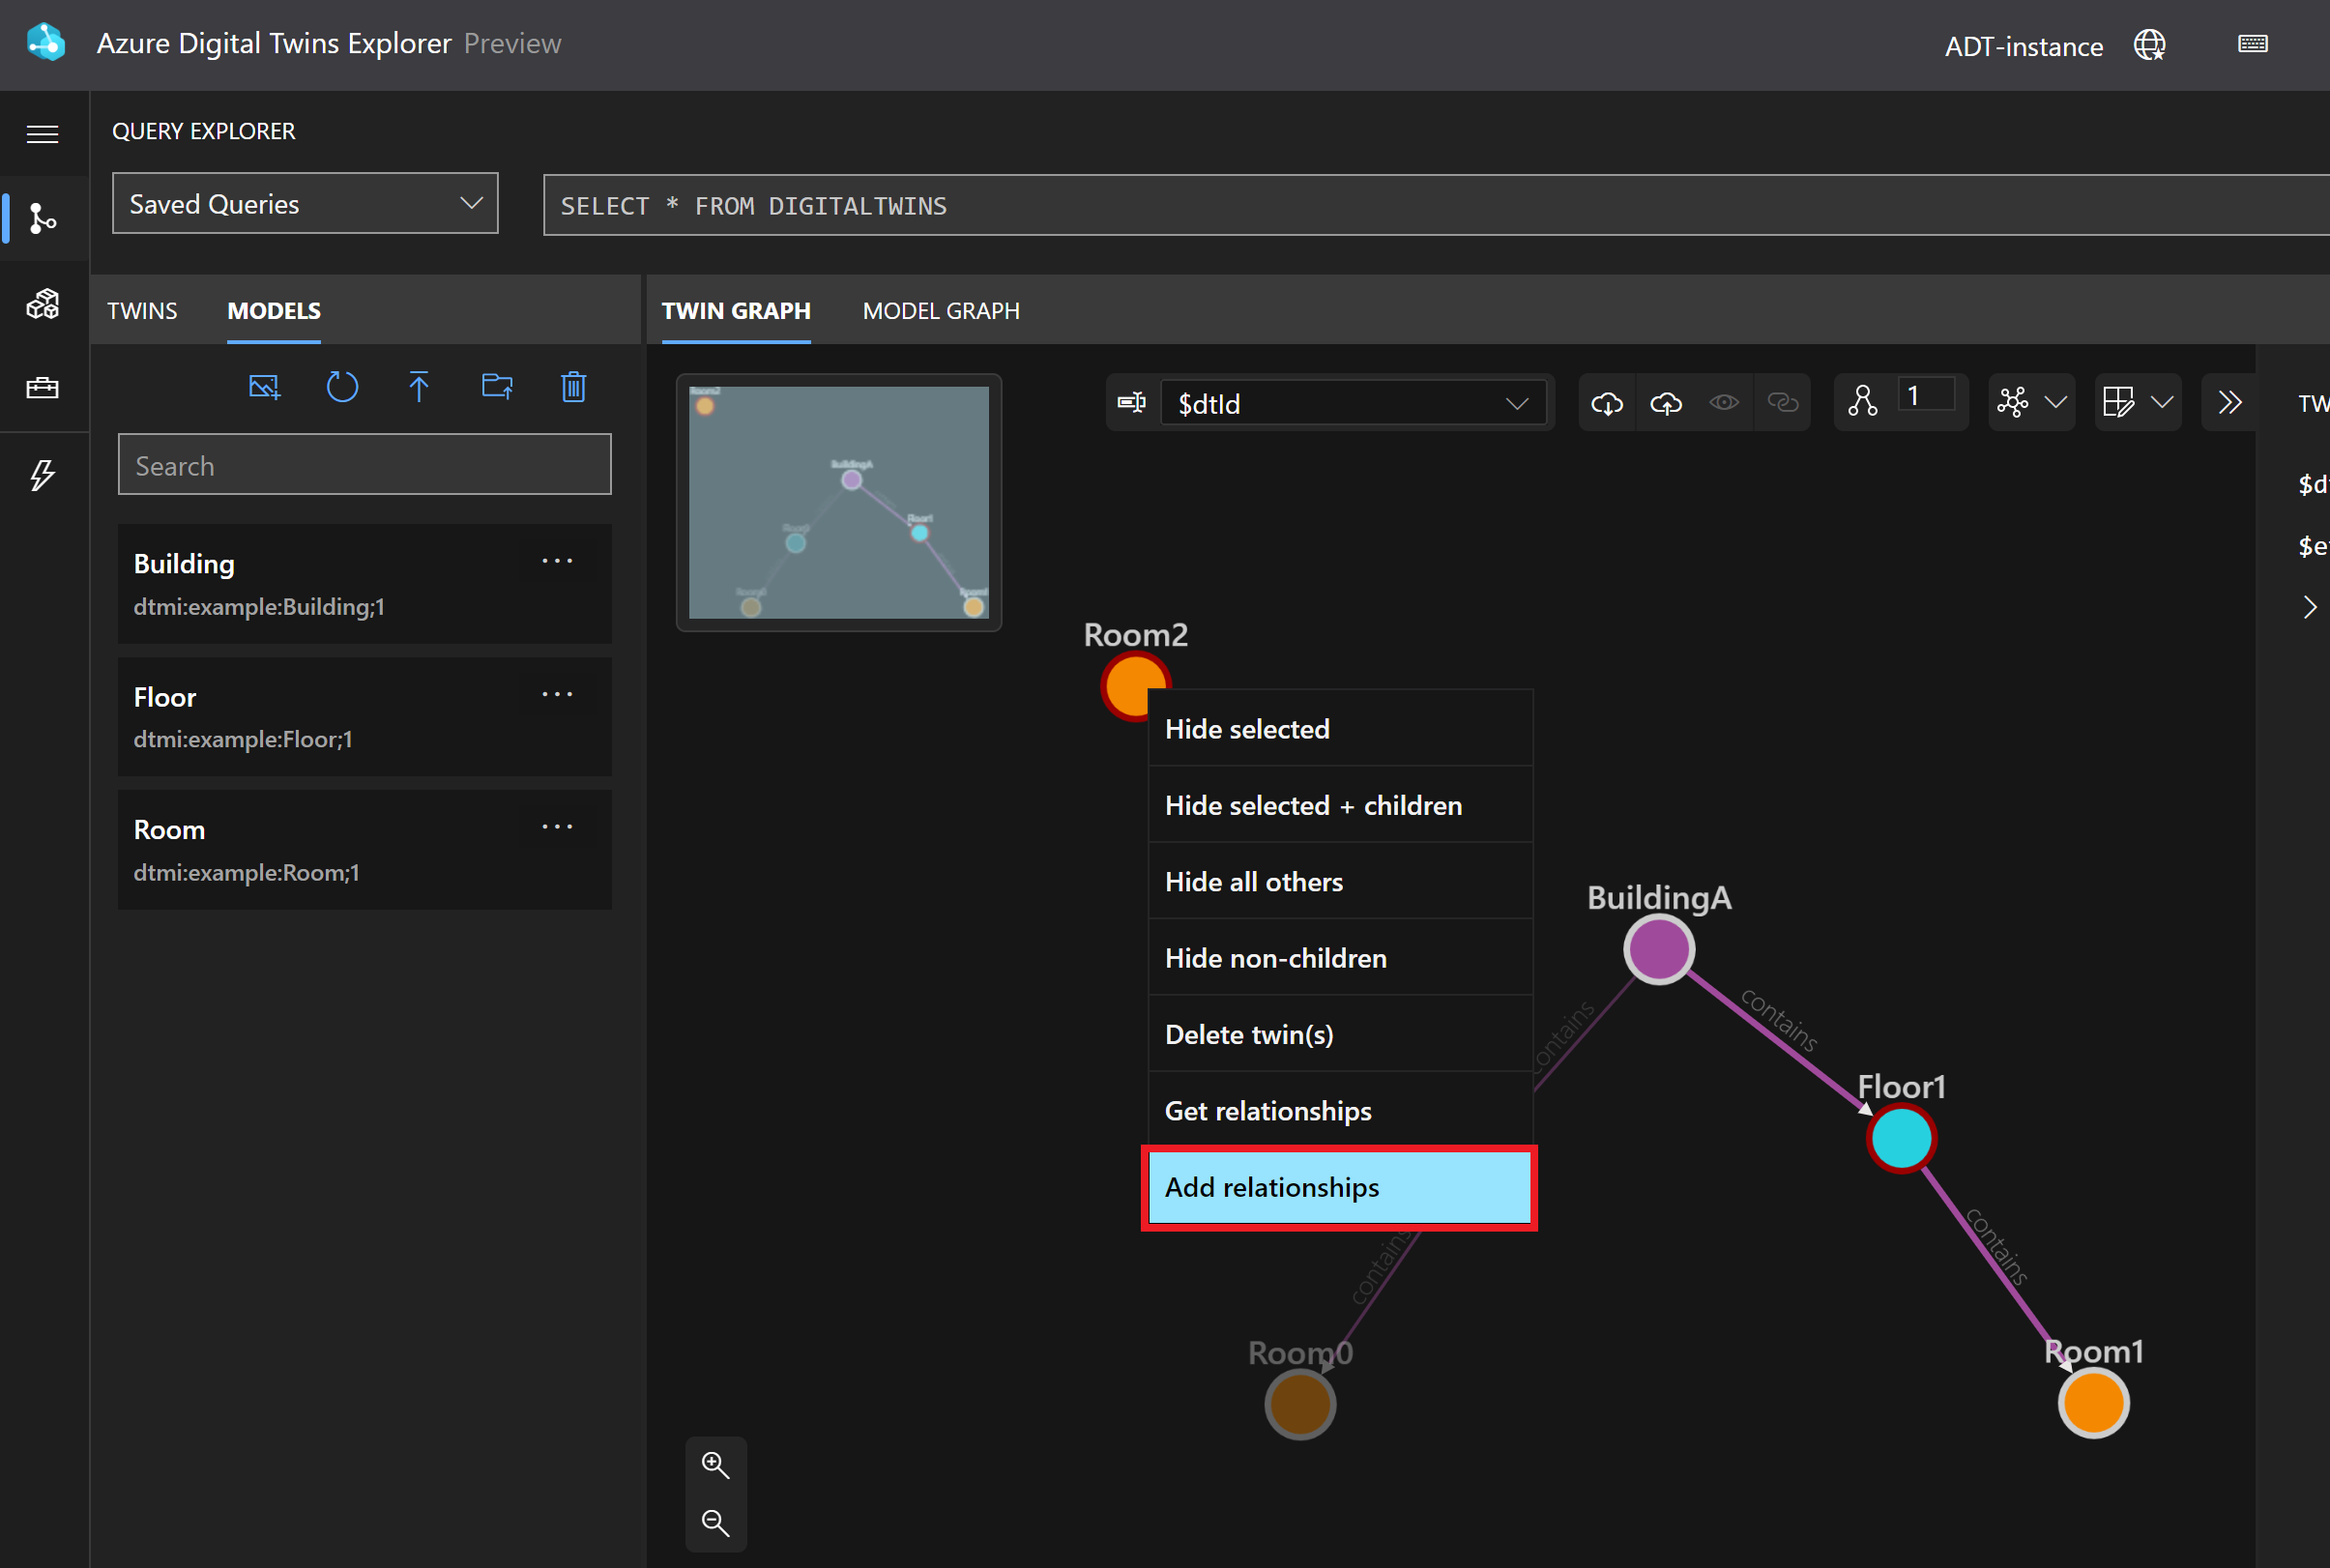 Azure Digital Twins Explorer Preview
ADT-instance
QUERY EXPLORER
Saved Queries
SELECT * FROM DIGITALTWINS
TWINS
MODELS
TWIN GRAPH
MODEL GRAPH
Search
Building
dtmi:example:Building;1
Floor
dtmi:example:Floor;1
Room
dtmi:example:Room;1
Room2
BuildingA
Floor1
$dtId
1
TW
Room2
Hide selected
Hide selected + children
Hide all others
Hide non-children
Delete twin(s)
Get relationships
Add relationships
BuildingA
contains
contains
Floor1
contains
contains
Room0
Room1